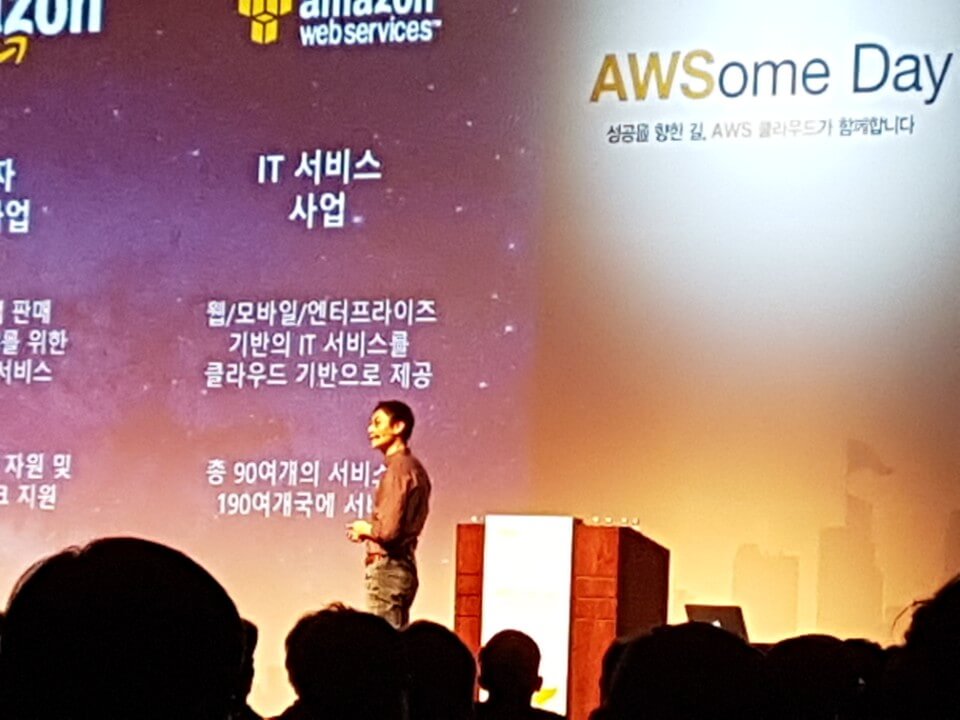 amazon
web services
AWSome Day
성공을 향한 길, AWS 클라우드가 함께합니다
IT 서비스
사업
웹/모바일/엔터프라이즈
기반의 IT 서비스를
클라우드 기반으로 제공
총 90여개의 서비스
190여개국에 서비
판매
를 위한
서비스
자원 및
지원